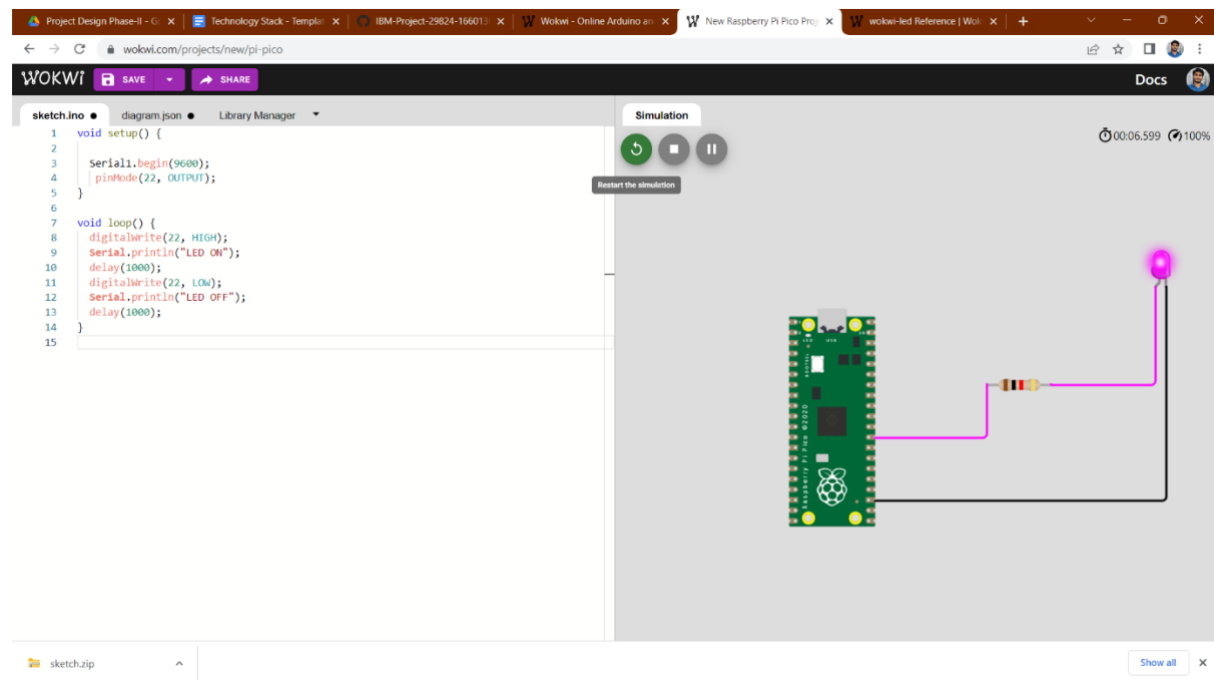 Project Design Phase-II - Go
Technology Stack - Templat
IBM-Project-29824-166013
Wokwi - Online Arduino an
New Raspberry Pi Pico Proj
wokwi-led Reference | Wok
wokwi.com/projects/new/pi-pico
WOKWI
SAVE
SHARE
Docs
sketch.ino
diagram.json
Library Manager
Simulation
00:06.599
100%
Restart the simulation
1 void setup() {
2
3 Serial1.begin(9600);
4 pinMode(22, OUTPUT);
5 }
6
7 void loop() {
8 digitalWrite(22, HIGH);
9 Serial.println("LED ON");
10 delay(1000);
11 digitalWrite(22, LOW);
12 Serial.println("LED OFF");
13 delay(1000);
14 }
15
LED
USB
BOOTSEL
Raspberry Pi Pico ©2020
sketch.zip
Show all